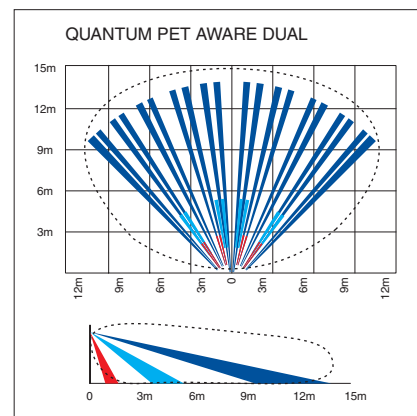 QUANTUM PET AWARE DUAL
15m
12m
9m
6m
3m
12m 9m 6m 3m 0 3m 6m 9m 12m
0 3m 6m 9m 12m 15m